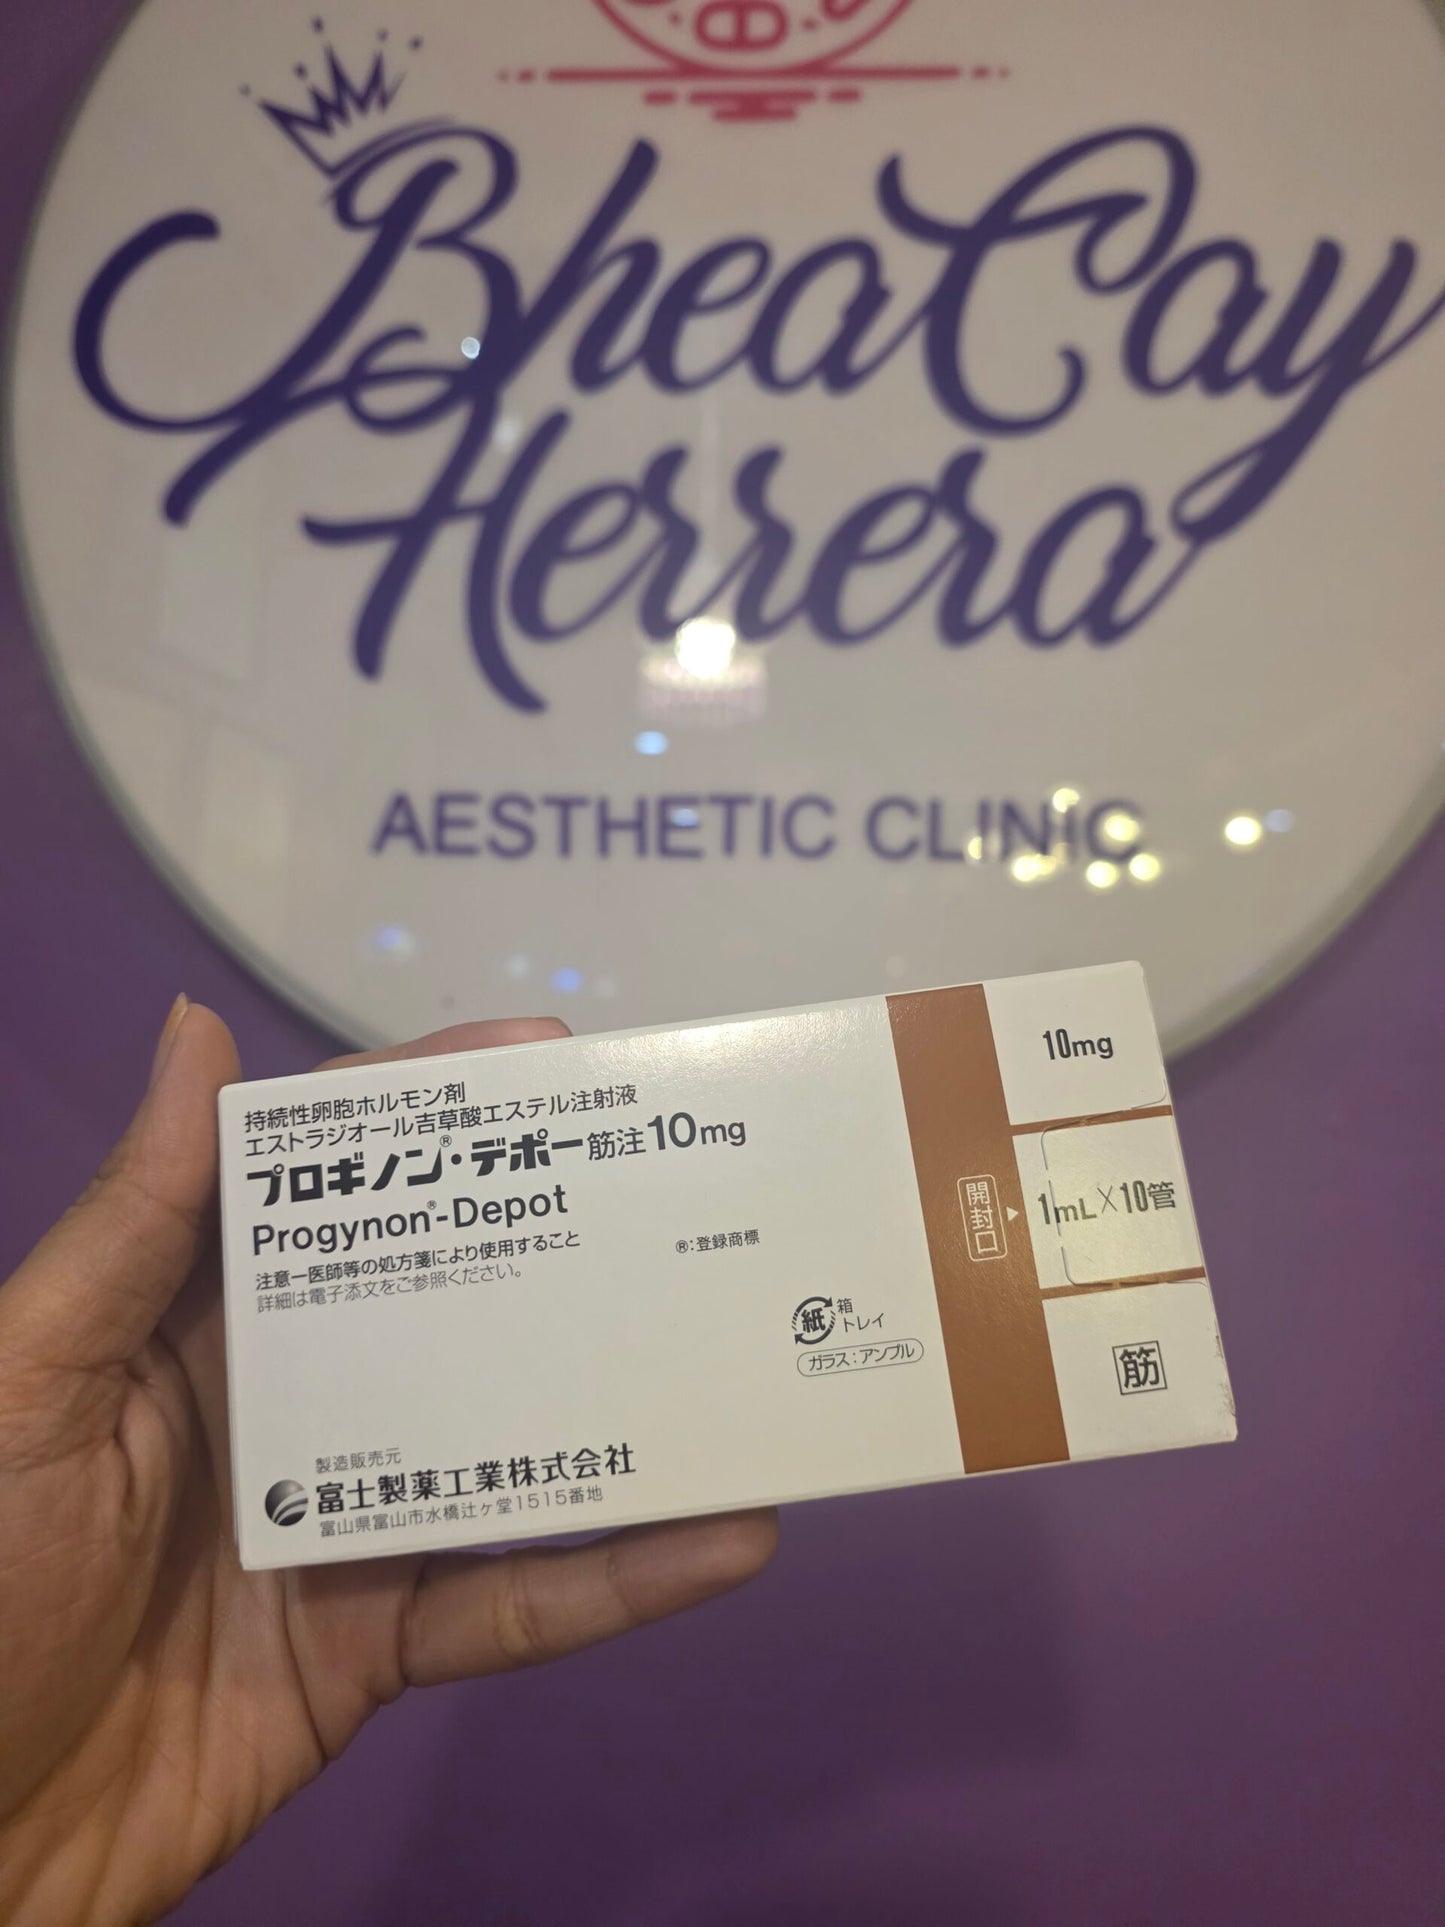 Bhea Cay
Herrera
AESTHETIC CLINIC
持続性卵胞ホルモン剤
エストラジオール吉草酸エステル注射液
プロギノン®・デポー筋注10mg
Progynon®-Depot
注意ー医師等の処方箋により使用すること
詳細は電子添文をご参照ください。
®:登録商標
紙 箱
トレイ
ガラス:アンプル
製造販売元
富士製薬工業株式会社
富山県富山市水橋辻ヶ堂1515番地
開封口
10mg
1mL×10管
筋